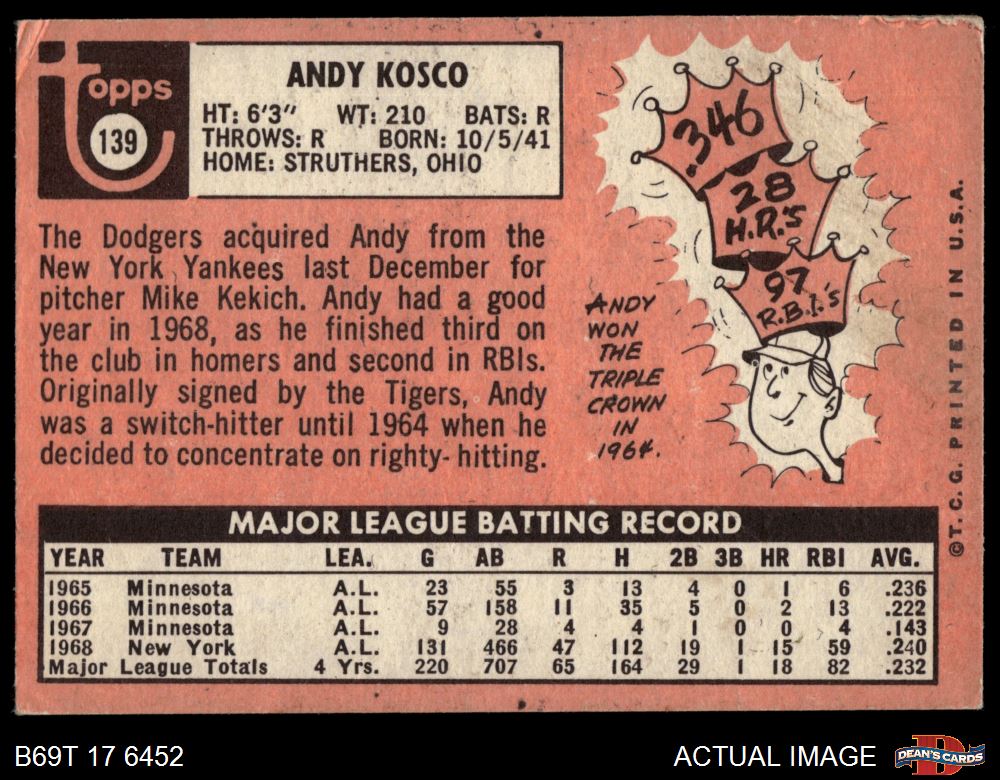 Topps
139
ANDY KOSCO
HT: 6'3" WT: 210 BATS: R
THROWS: R BORN: 10/5/41
HOME: STRUTHERS, OHIO
The Dodgers acquired Andy from the
New York Yankees last December for
pitcher Mike Kekich. Andy had a good
year in 1968, as he finished third on
the club in homers and second in RBIs.
Originally signed by the Tigers, Andy
was a switch-hitter until 1964 when he
decided to concentrate on righty-hitting.
.346
28
H.R.'S
97
R.B.I.'s
ANDY
WON
THE
TRIPLE
CROWN
IN
1964.
©T.C.G. PRINTED IN U.S.A.
MAJOR LEAGUE BATTING RECORD
YEAR TEAM LEA. G AB R H 2B 3B HR RBI AVG.
1965 Minnesota A.L. 23 55 3 13 4 0 1 6 .236
1966 Minnesota A.L. 57 158 11 35 5 0 2 13 .222
1967 Minnesota A.L. 9 28 4 4 1 0 0 4 .143
1968 New York A.L. 131 466 47 112 19 1 15 59 .240
Major League Totals 4 Yrs. 220 707 65 164 29 1 18 82 .232
B69T 17 6452
ACTUAL IMAGE
D
DEAN'S CARDS